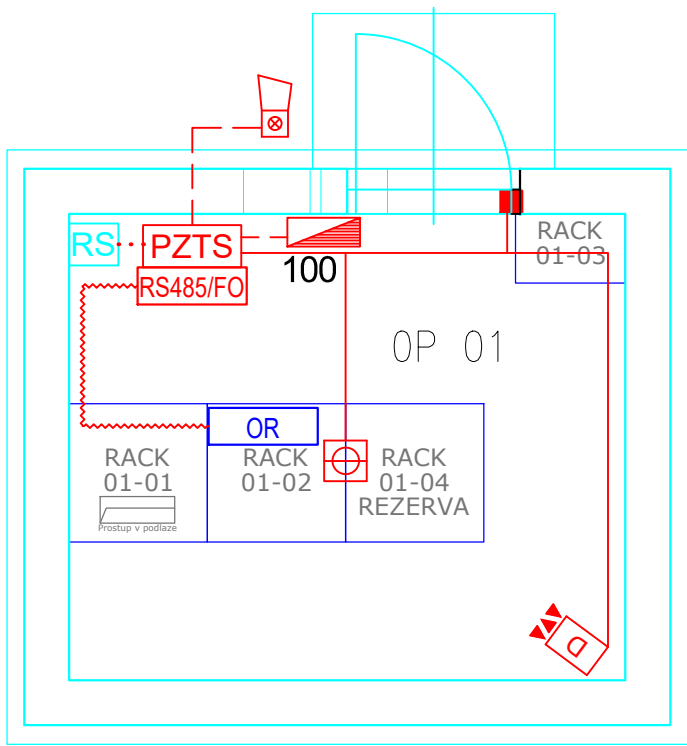 RS
PZTS
RS485/FO
100
RACK
01-03
OP 01
OR
RACK
01-01
Prostup v podlaze
RACK
01-02
RACK
01-04
REZERVA
D